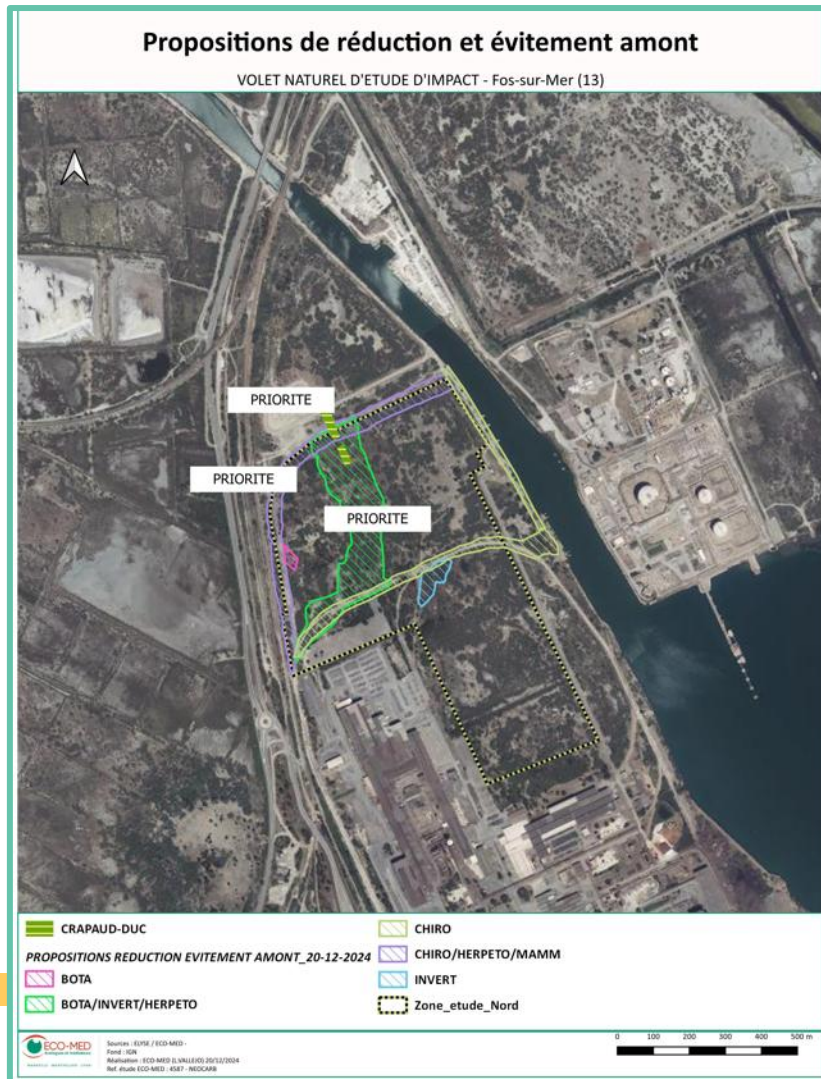 Propositions de réduction et évitement amont
VOLET NATUREL D'ETUDE D'IMPACT - Fos-sur-Mer (13)
PRIORITE
PRIORITE
PRIORITE
CRAPAUD-DUC
PROPOSITIONS REDUCTION EVITEMENT AMONT_20-12-2024
BOTA
BOTA/INVERT/HERPETO
CHIRO
CHIRO/HERPETO/MAMM
INVERT
Zone_etude_Nord
ECO-MED
Sources : ELYSE / ECO-MED -
Fond : IGN
Réalisation : ECO-MED (L.VALLEJO) 20/12/2024
Ref. étude ECO-MED : 4587 - NEOCARB
0 100 200 300 400 500 m